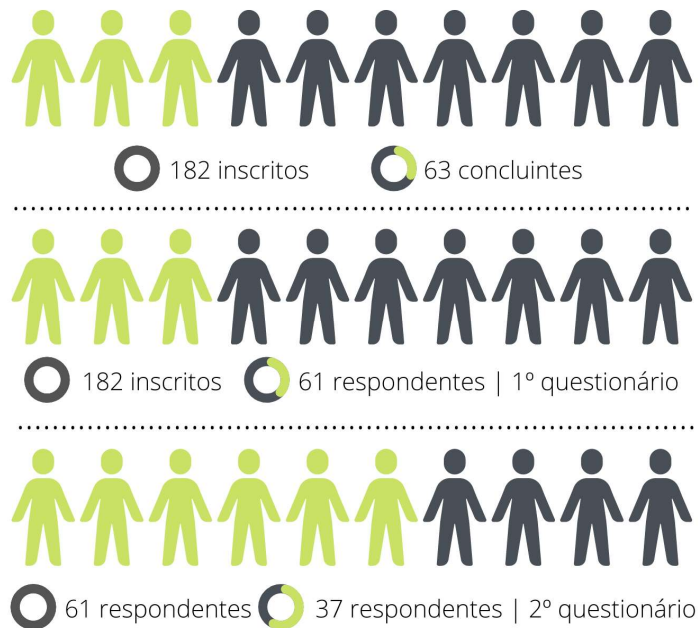 182 inscritos 63 concluintes
182 inscritos 61 respondentes | 1º questionário
61 respondentes 37 respondentes | 2º questionário